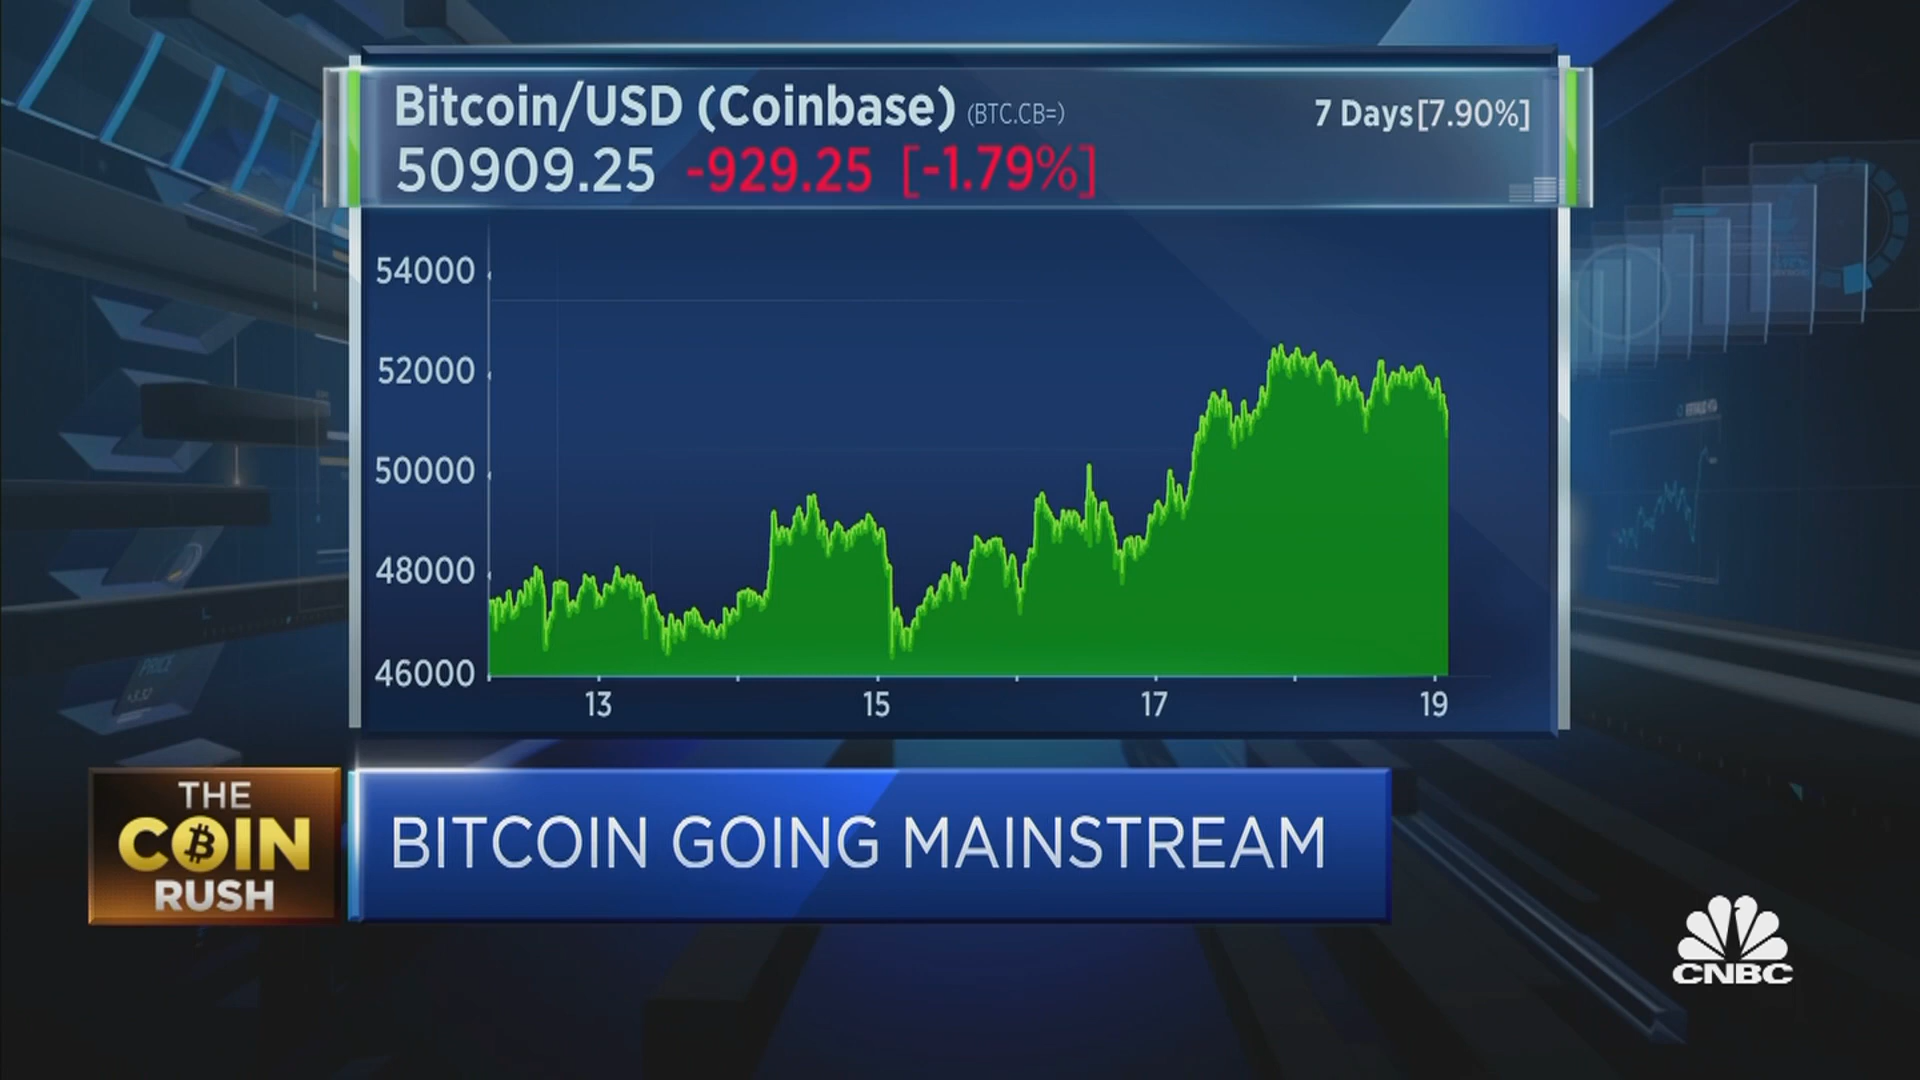 Bitcoin/USD (Coinbase) (BTC.CB=) 7 Days[7.90%]
50909.25 -929.25 [-1.79%]
54000
52000
50000
48000
46000
13 15 17 19
THE
COIN
RUSH
BITCOIN GOING MAINSTREAM
CNBC
PRICE